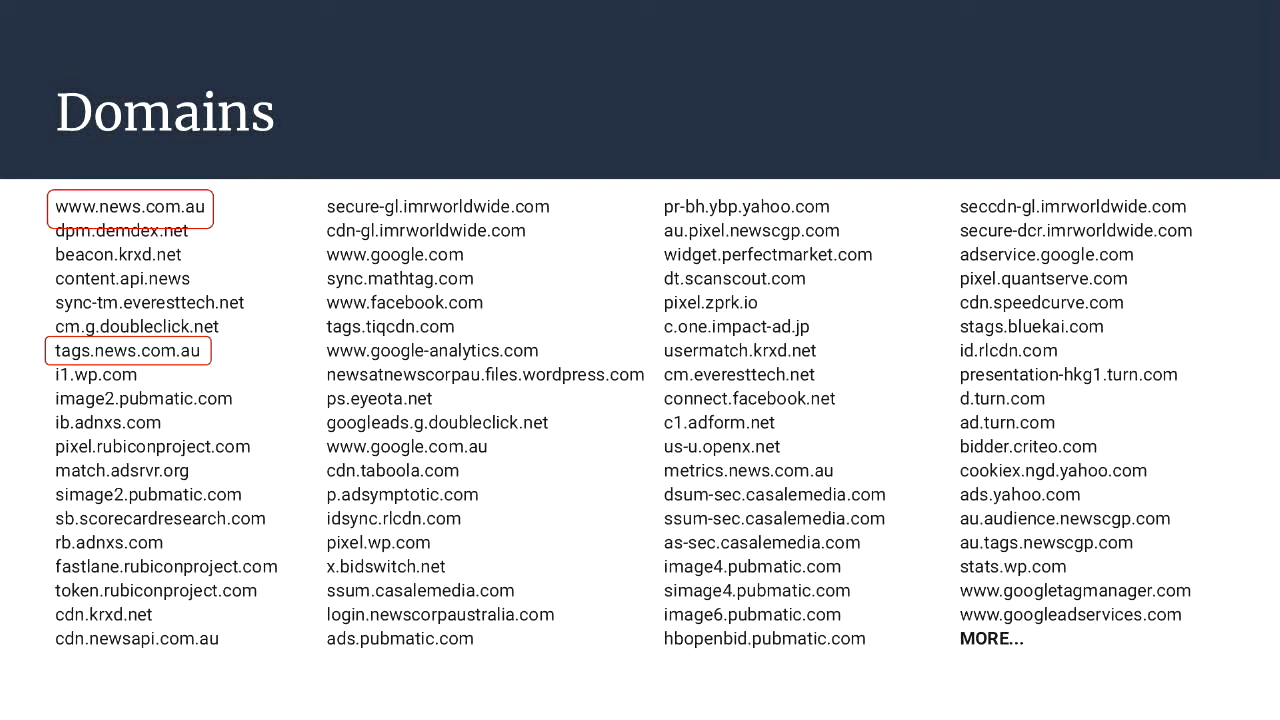 Domains
www.news.com.au
dpm.demdex.net
beacon.krxd.net
content.api.news
sync-tm.everesttech.net
cm.g.doubleclick.net
tags.news.com.au
i1.wp.com
image2.pubmatic.com
ib.adnxs.com
pixel.rubiconproject.com
match.adsrvr.org
simage2.pubmatic.com
sb.scorecardresearch.com
rb.adnxs.com
fastlane.rubiconproject.com
token.rubiconproject.com
cdn.krxd.net
cdn.newsapi.com.au
secure-gl.imrworldwide.com
cdn-gl.imrworldwide.com
www.google.com
sync.mathtag.com
www.facebook.com
tags.tiqcdn.com
www.google-analytics.com
newsatnewscorpau.files.wordpress.com
ps.eyeota.net
googleads.g.doubleclick.net
www.google.com.au
cdn.taboola.com
p.adsymptotic.com
idsync.rlcdn.com
pixel.wp.com
x.bidswitch.net
ssum.casalemedia.com
login.newscorpaustralia.com
ads.pubmatic.com
pr-bh.ybp.yahoo.com
au.pixel.newscgp.com
widget.perfectmarket.com
dt.scanscout.com
pixel.zprk.io
c.one.impact-ad.jp
usermatch.krxd.net
cm.everesttech.net
connect.facebook.net
c1.adform.net
us-u.openx.net
metrics.news.com.au
dsum-sec.casalemedia.com
ssum-sec.casalemedia.com
as-sec.casalemedia.com
image4.pubmatic.com
simage4.pubmatic.com
image6.pubmatic.com
hbopenbid.pubmatic.com
seccdn-gl.imrworldwide.com
secure-dcr.imrworldwide.com
adservice.google.com
pixel.quantserve.com
cdn.speedcurve.com
stags.bluekai.com
id.rlcdn.com
presentation-hkg1.turn.com
d.turn.com
ad.turn.com
bidder.criteo.com
cookiex.ngd.yahoo.com
ads.yahoo.com
au.audience.newscgp.com
au.tags.newscgp.com
stats.wp.com
www.googletagmanager.com
www.googleadservices.com
MORE...